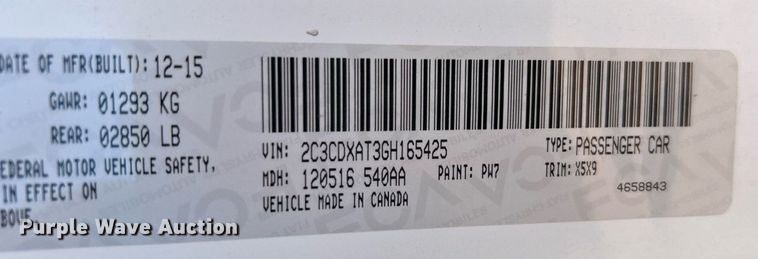 DATE OF MFR(BUILT): 12-15
GAWR: 01293 KG
REAR: 02850 LB
EDERAL MOTOR VEHICLE SAFETY,
IN EFFECT ON
BOVE.
VIN: 2C3CDXAT3GH165425 TYPE: PASSENGER CAR
MDH: 120516 540AA PAINT: PW7 TRIM: X5X9
VEHICLE MADE IN CANADA 4658843
Purple Wave Auction